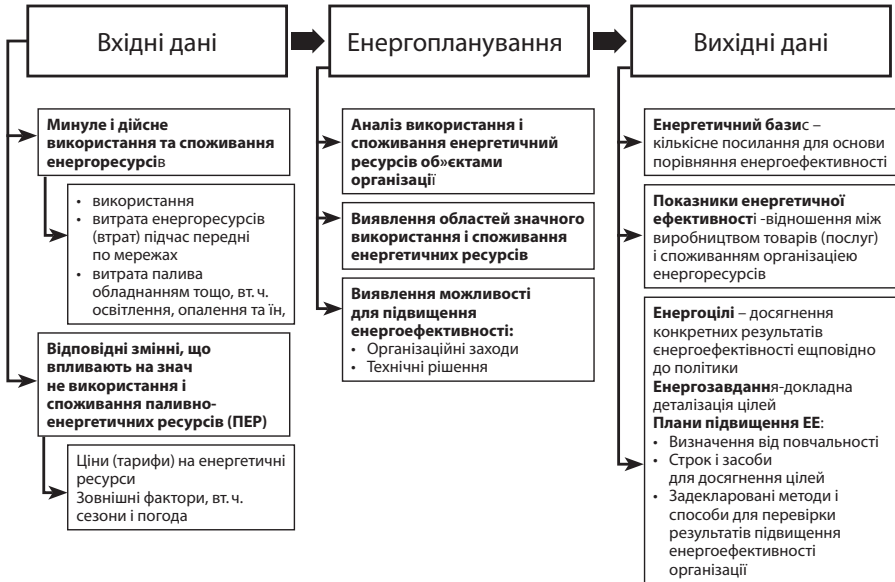 Вхідні дані
Минуле і дійсне
використання та споживання
енергоресурсів
• використання
• витрата енергоресурсів
(втрат) підчас передні
по мережах
• витрата палива
обладнанням тощо, вт. ч.
освітлення, опалення та їн,
Відповідні змінні, що
впливають на знач
не використання і
споживання паливно-
енергетичних ресурсів (ПЕР)
Ціни (тарифи) на енергетичні
ресурси
Зовнішні фактори, вт. ч.
сезони і погода
Енергопланування
Аналіз використання і
споживання енергетичний
ресурсів об»єктами
організації
Виявлення областей значного
використання і споживання
енергетичних ресурсів
Виявлення можливості
для підвищення
енергоефективності:
• Організаційні заходи
• Технічні рішення
Вихідні дані
Енергетичний базис –
кількісне посилання для основи
порівняння енергоефективності
Показники енергетичної
ефективності -відношення між
виробництвом товарів (послуг)
і споживанням організацією
енергоресурсів
Енергоцілі – досягнення
конкретних результатів
єнергоефектівності ещповідно
до політики
Енергозавдання-докладна
деталізація цілей
Плани підвищення ЕЕ:
• Визначення від повчальності
• Строк і засоби
для досягнення цілей
• Задекларовані методи і
способи для перевірки
результатів підвищення
енергоефективності
організації